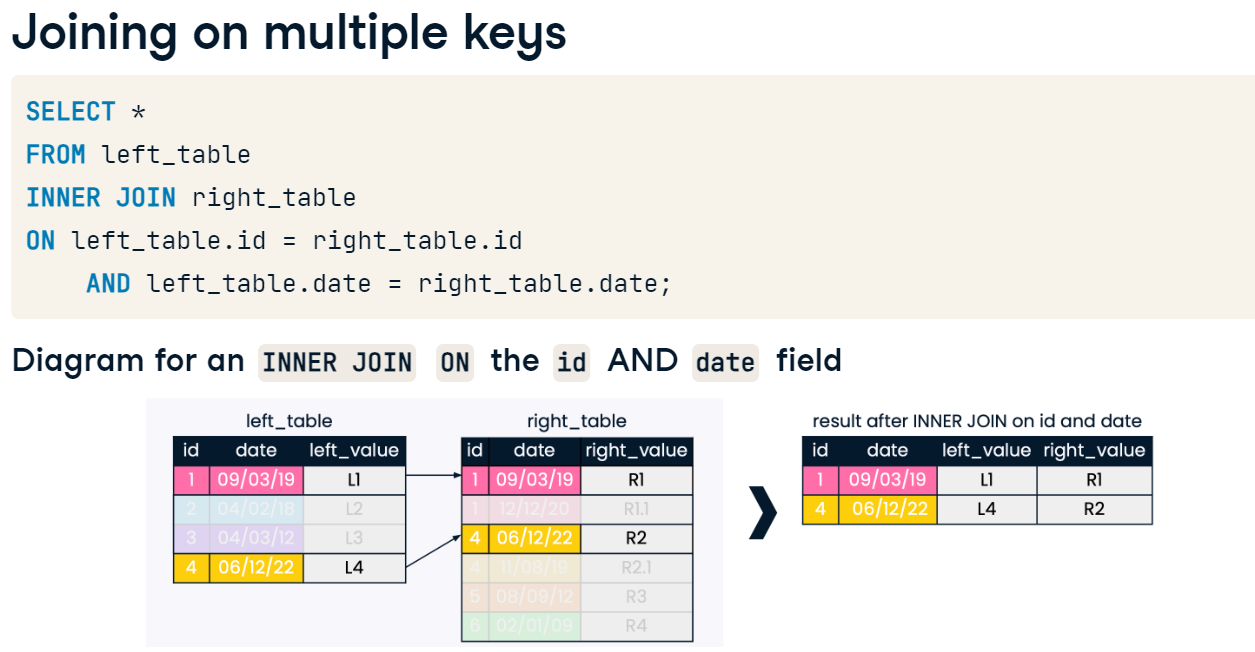 Joining on multiple keys
SELECT *
FROM left_table
INNER JOIN right_table
ON left_table.id = right_table.id
AND left_table.date = right_table.date;
Diagram for an INNER JOIN ON the id AND date field
left_table
id date left_value
1 09/03/19 L1
2 04/02/18 L2
3 04/03/12 L3
4 06/12/22 L4
right_table
id date right_value
1 09/03/19 R1
1 12/12/20 R1.1
4 06/12/22 R2
4 11/08/19 R2.1
5 08/09/12 R3
6 02/01/09 R4
result after INNER JOIN on id and date
id date left_value right_value
1 09/03/19 L1 R1
4 06/12/22 L4 R2